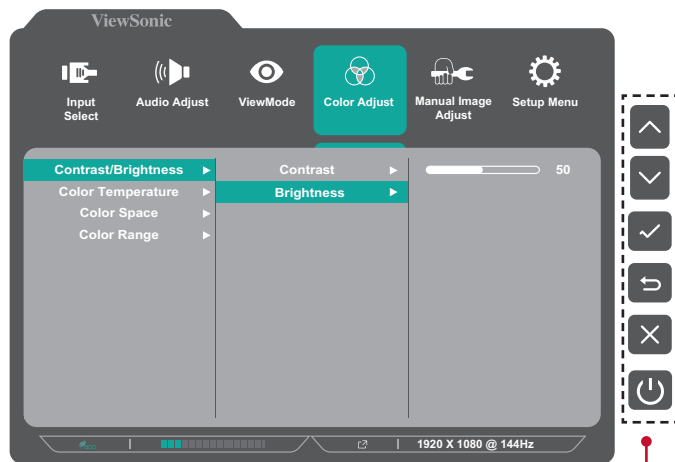 ViewSonic
Input
Select
Audio Adjust
ViewMode
Color Adjust
Manual Image
Adjust
Setup Menu
Contrast/Brightness
Contrast
50
Color Temperature
Brightness
Color Space
Color Range
1920 X 1080 @ 144Hz